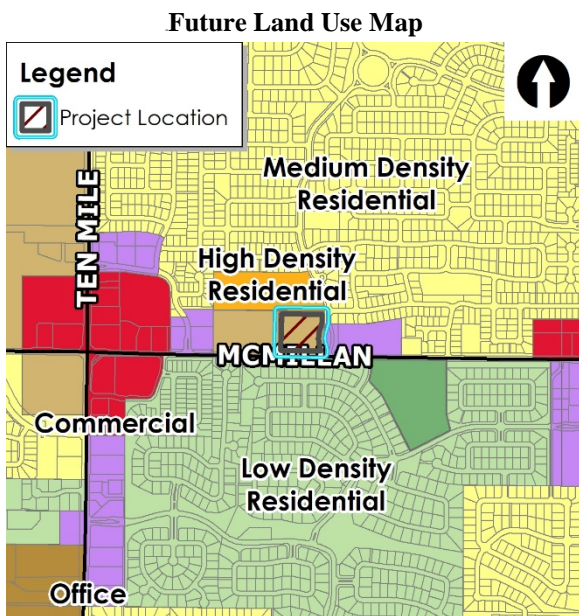 Future Land Use Map
Legend
Project Location
Medium Density
Residential
TEN MILE
High Density
Residential
MCMILLAN
Commercial
Low Density
Residential
Office